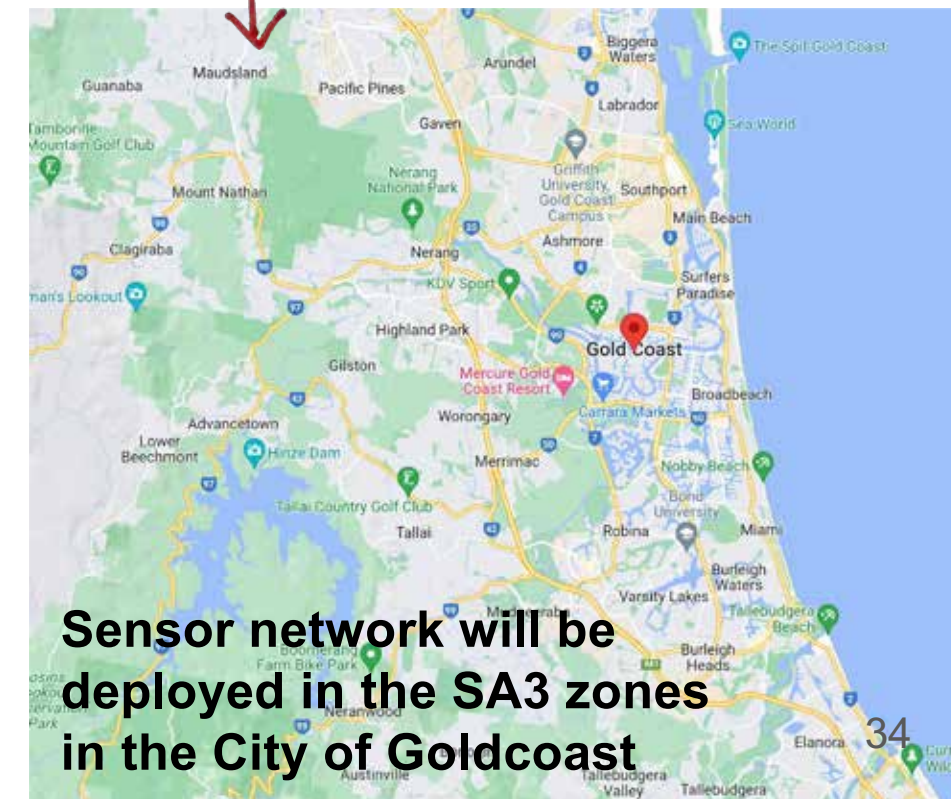 The Spit Gold Coast
Biggera
Waters
Arundel
Maudsland
Guanaba
Pacific Pines
Labrador
Gaven
Sea World
Tamborine
Mountain Golf Club
Nerang
National Park
Griffith
University,
Gold Coast
Campus
Southport
Mount Nathan
Main Beach
Clagiraba
Nerang
Ashmore
KDV Sport
Surfers
Paradise
man's Lookout
Highland Park
Gold Coast
Gilston
Mercure Gold
Coast Resort
Broadbeach
Carrara Markets
Worongary
Advancetown
Lower
Beechmont
Hinze Dam
Merrimac
Nobby Beach
Bond
University
Tallai Country Golf Club
Tallai
Robina
Miami
Burleigh
Waters
Varsity Lakes
Tallebudgera
Beach
Sensor network will be
Boomerang
Farm Bike Park
Burleigh
Heads
deployed in the SA3 zones
Neranwood
in the City of Goldcoast
34
Elanora
Austinville
Tallebudgera
Valley
Tallebudgera